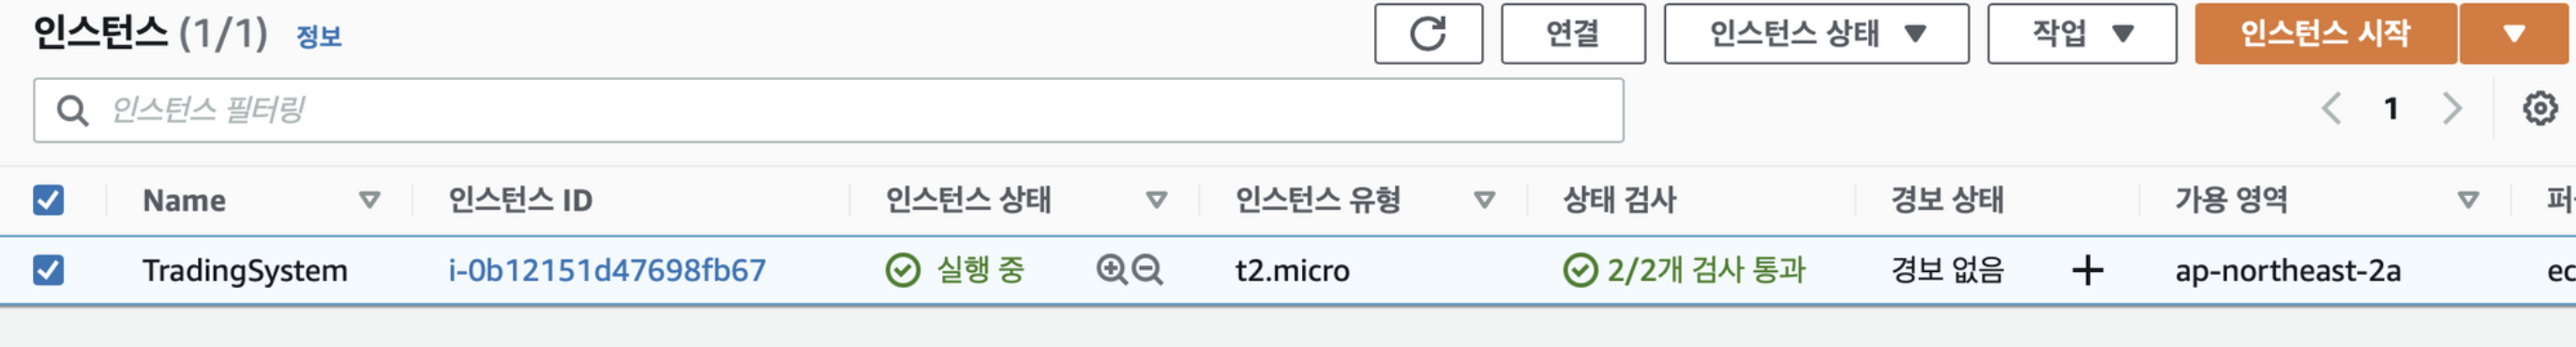 인스턴스 (1/1) 정보 연결 인스턴스 상태 작업 인스턴스 시작
인스턴스 필터링 1
Name 인스턴스 ID 인스턴스 상태 인스턴스 유형 상태 검사 경보 상태 가용 영역
TradingSystem i-0b12151d47698fb67 실행 중 t2.micro 2/2개 검사 통과 경보 없음 + ap-northeast-2a ec